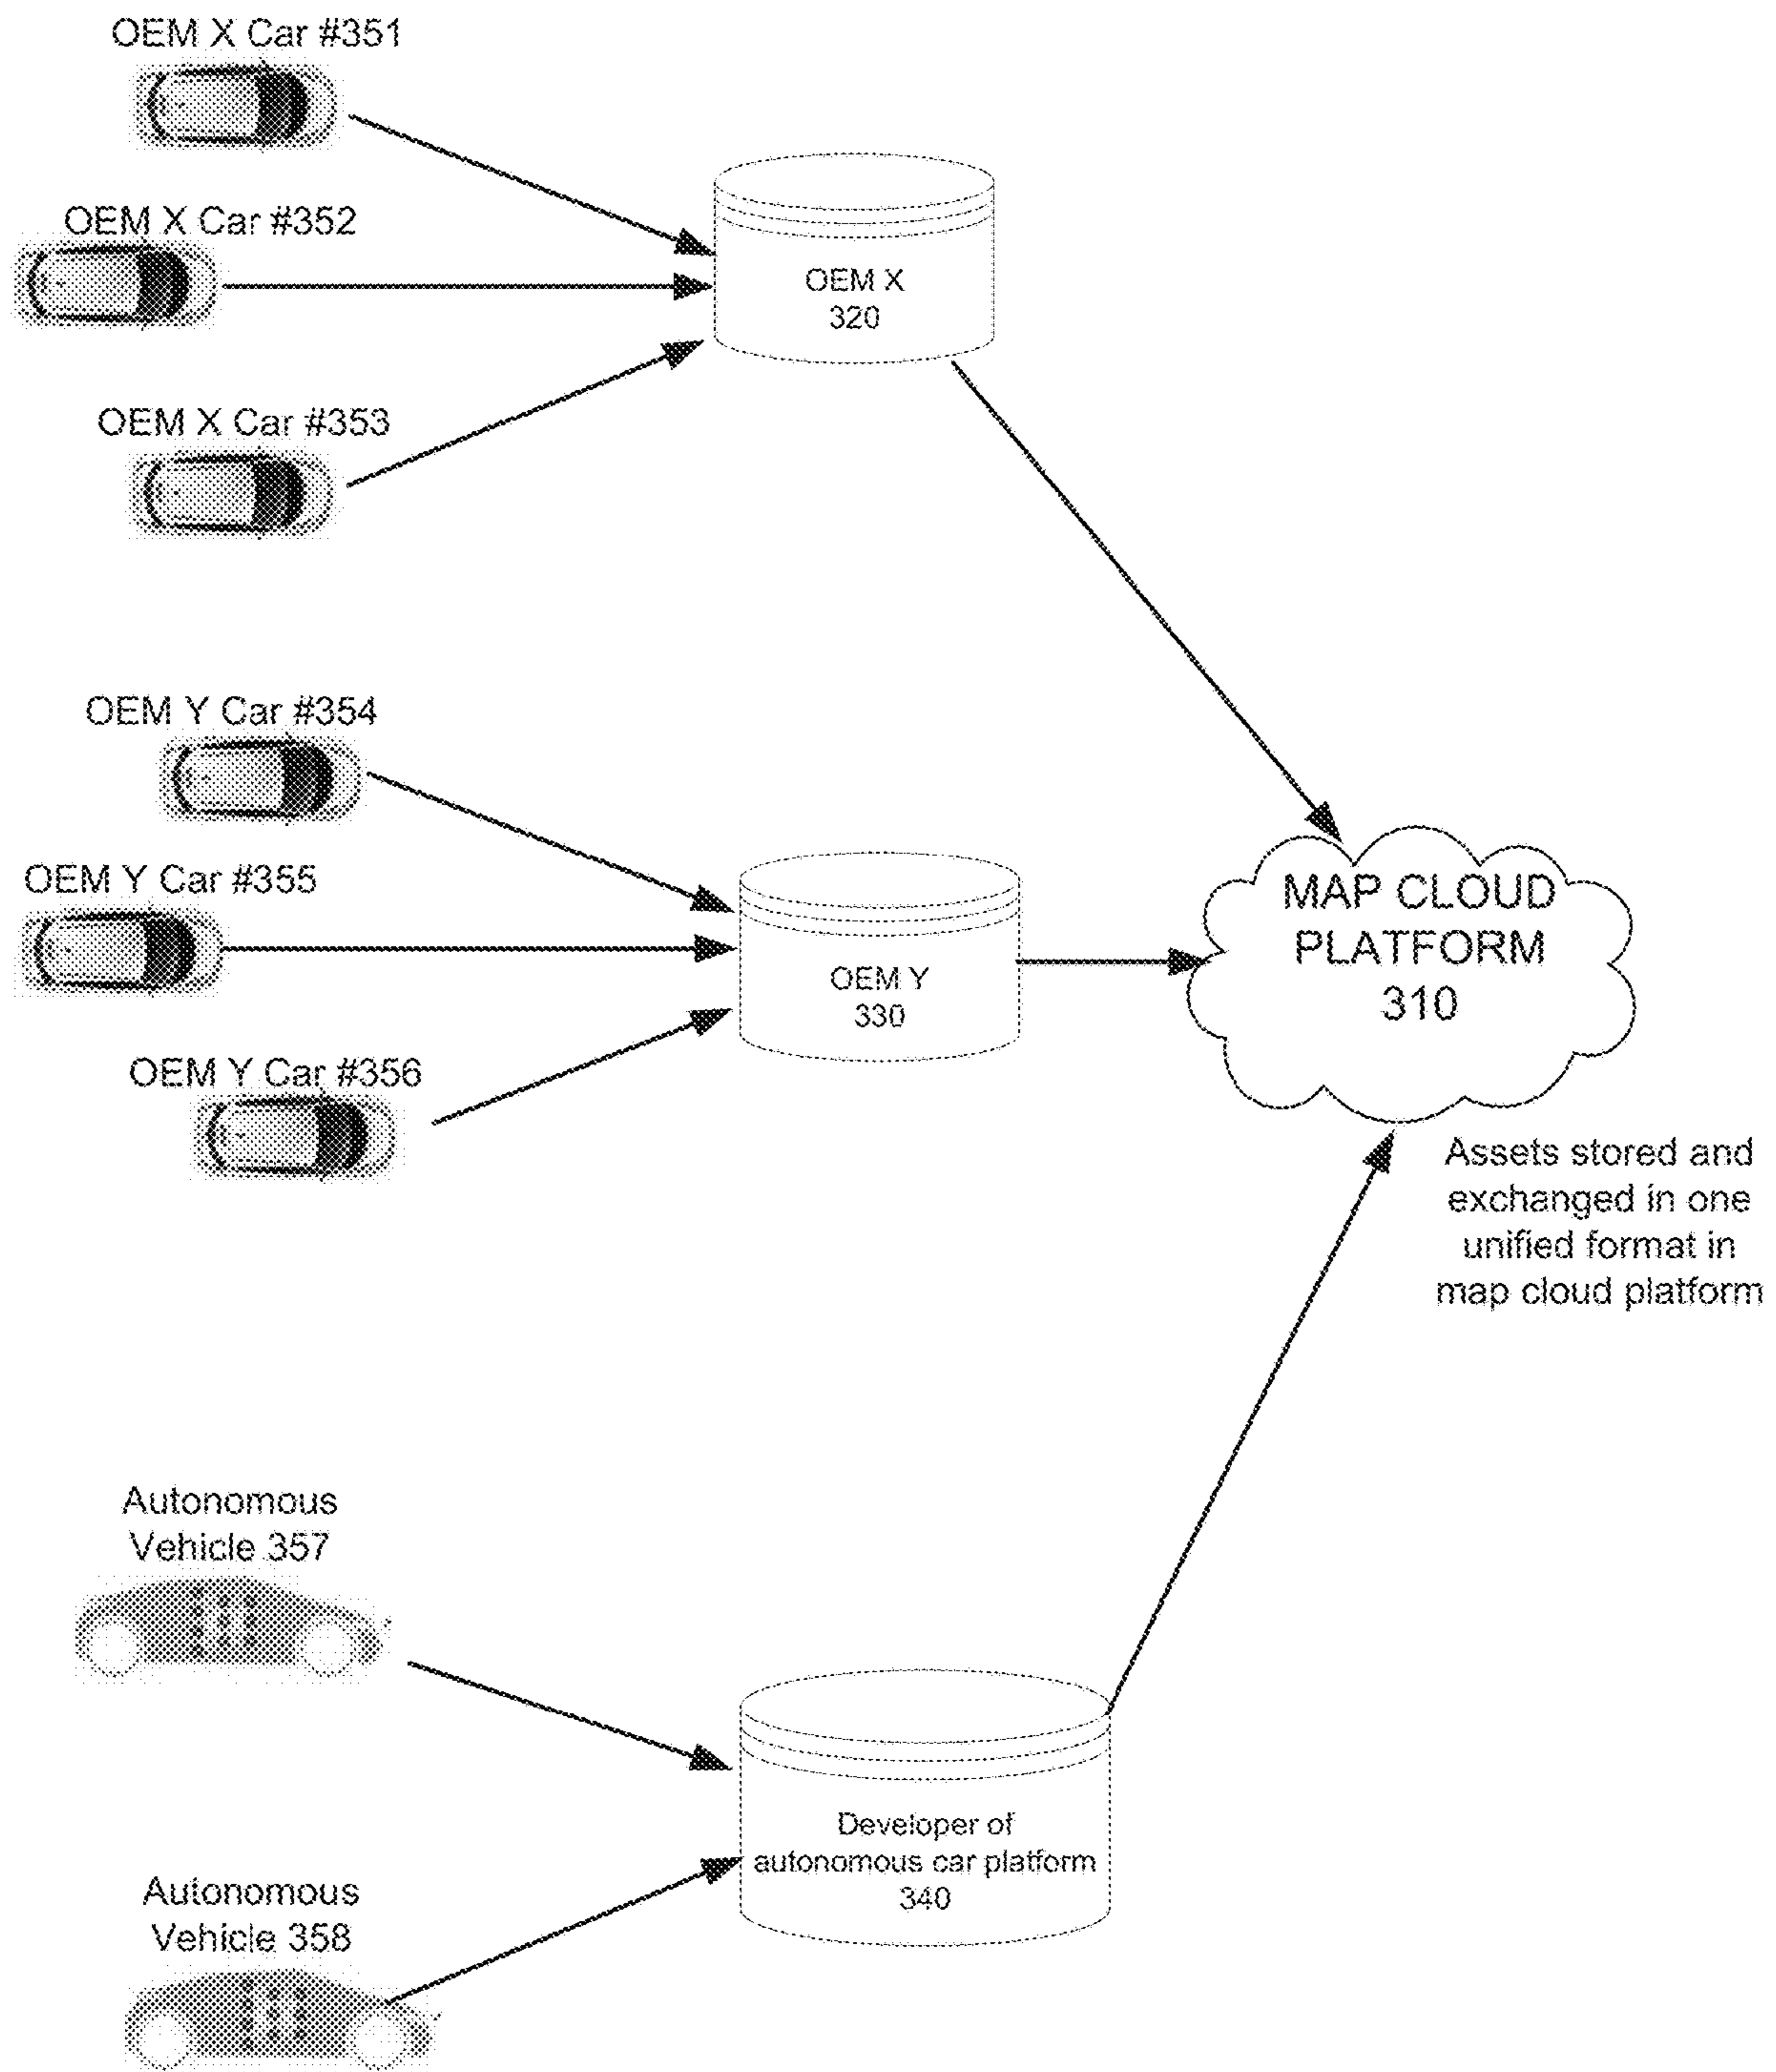 OEM X Car #351
OEM X Car #352
OEM X
320
OEM X Car #353
OEM Y Car #354
OEM Y Car #355
OEM Y
330
OEM Y Car #356
MAP CLOUD
PLATFORM
310
Assets stored and
exchanged in one
unified format in
map cloud platform
Autonomous
Vehicle 357
Developer of
autonomous car platform
340
Autonomous
Vehicle 358